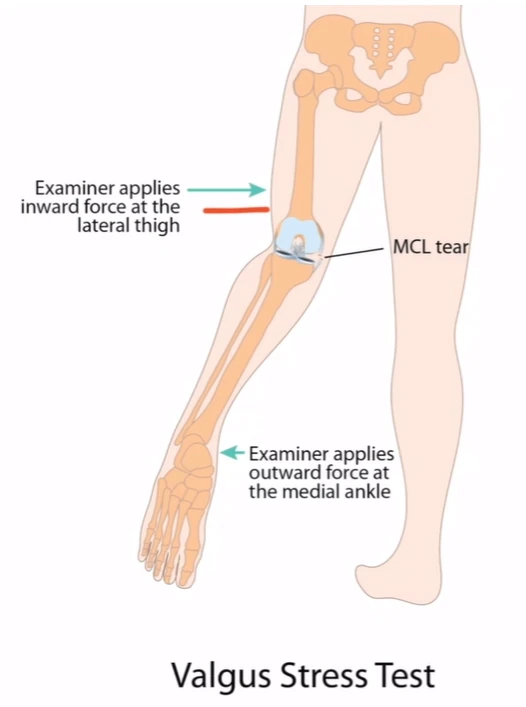 Examiner applies
inward force at the
lateral thigh
MCL tear
Examiner applies
outward force at
the medial ankle
Valgus Stress Test